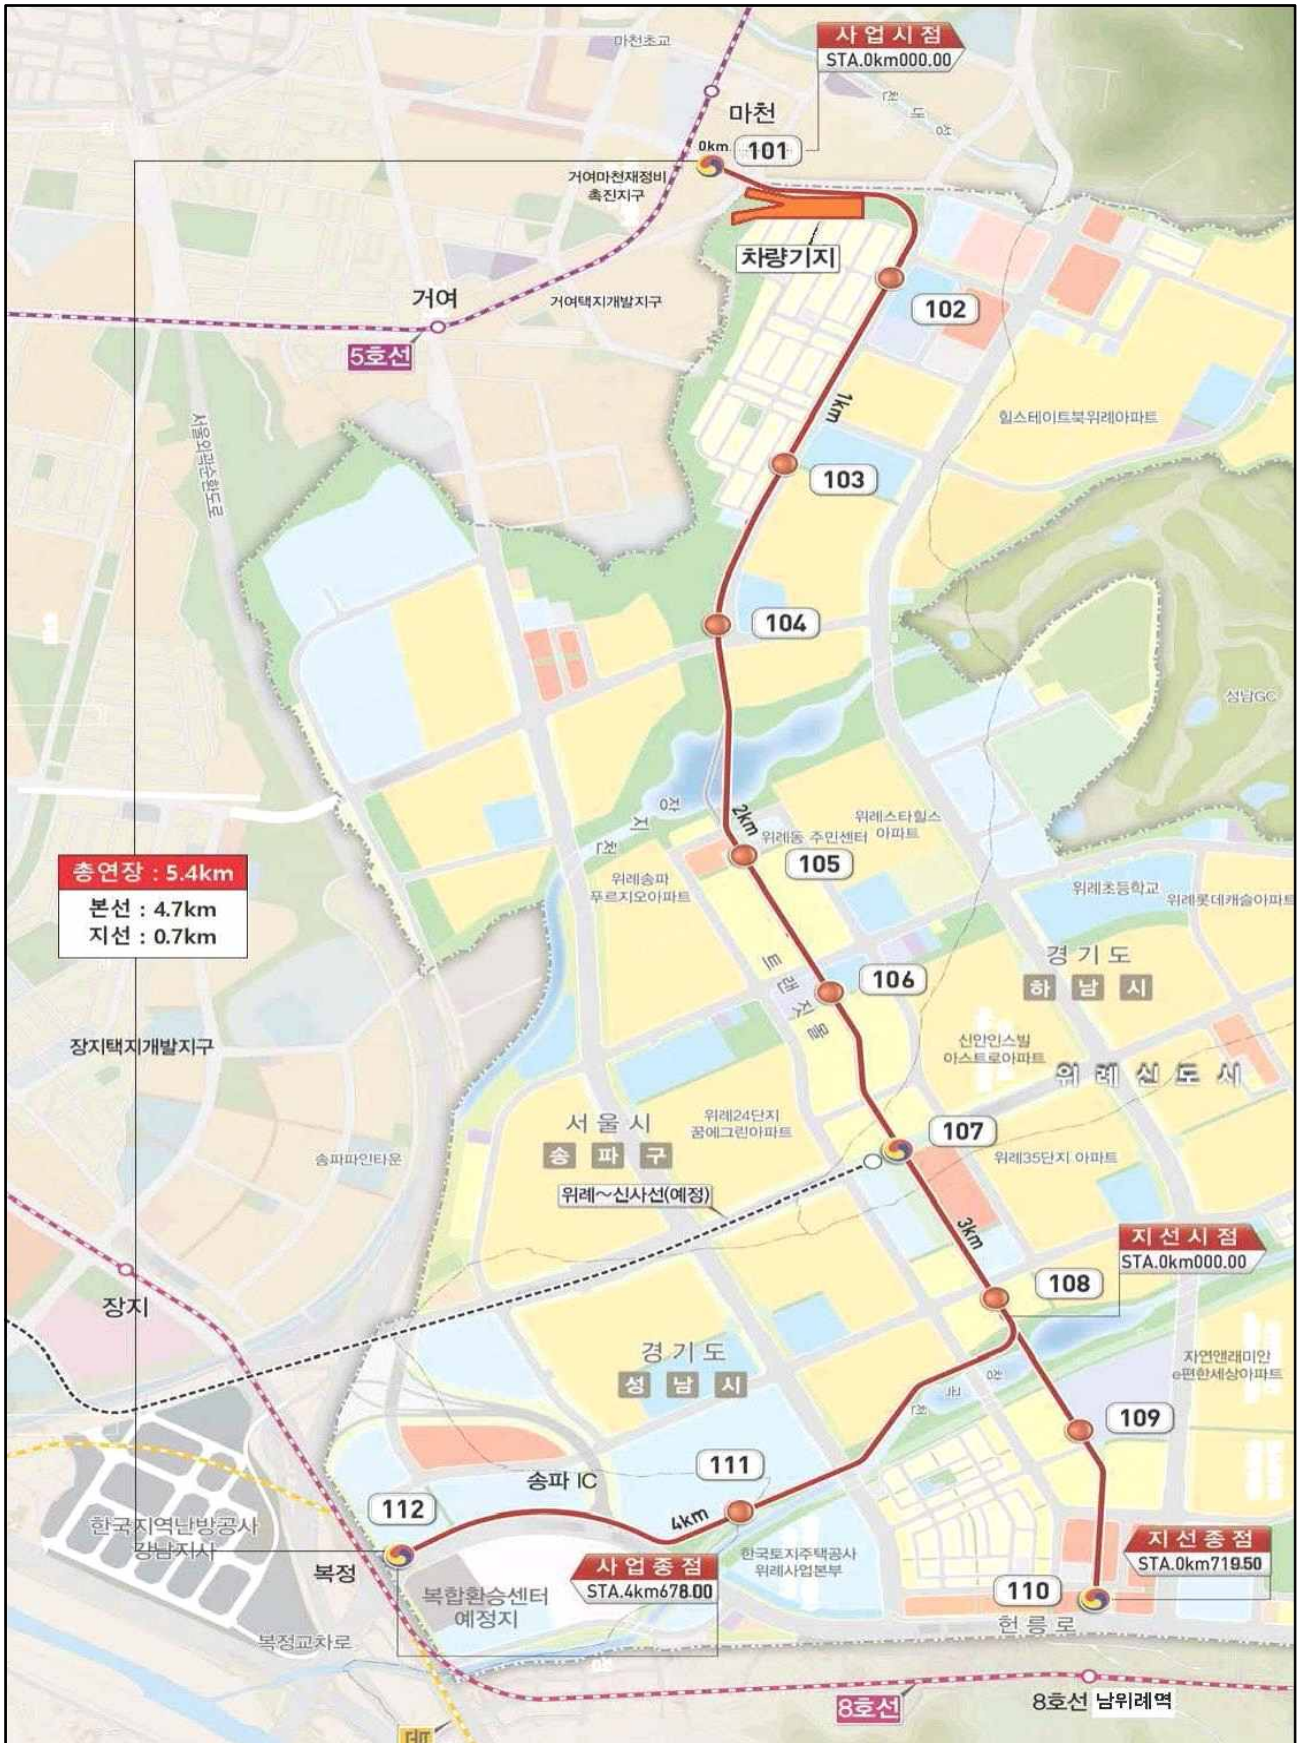 사업시점
STA.0km000.00
마천초교
성내천
마천
0km
101
거여마천재정비
촉진지구
차량기지
거여
거여택지개발지구
102
5호선
1km
힐스테이트북위례아파트
서울외곽순환도로
103
104
성남GC
장지천
2km
위례동 주민센터
위례스타힐스
아파트
105
총연장 : 5.4km
본선 : 4.7km
지선 : 0.7km
위례송파
푸르지오아파트
위례초등학교
위례롯데캐슬아파트
경기도
하남시
트랜짓몰
106
장지택지개발지구
신안인스빌
아스트로아파트
위례신도시
서울시
송파구
위례24단지
꿈에그린아파트
107
송파파인타운
위례35단지 아파트
위례~신사선(예정)
3km
지선시점
STA.0km000.00
장지
108
경기도
성남시
자연앤래미안
e편한세상아파트
창곡천
109
111
송파 IC
4km
112
한국지역난방공사
강남지사
복정
사업종점
STA.4km678.00
한국토지주택공사
위례사업본부
지선종점
STA.0km719.50
복합환승센터
예정지
110
헌릉로
복정교차로
8호선
8호선 남위례역